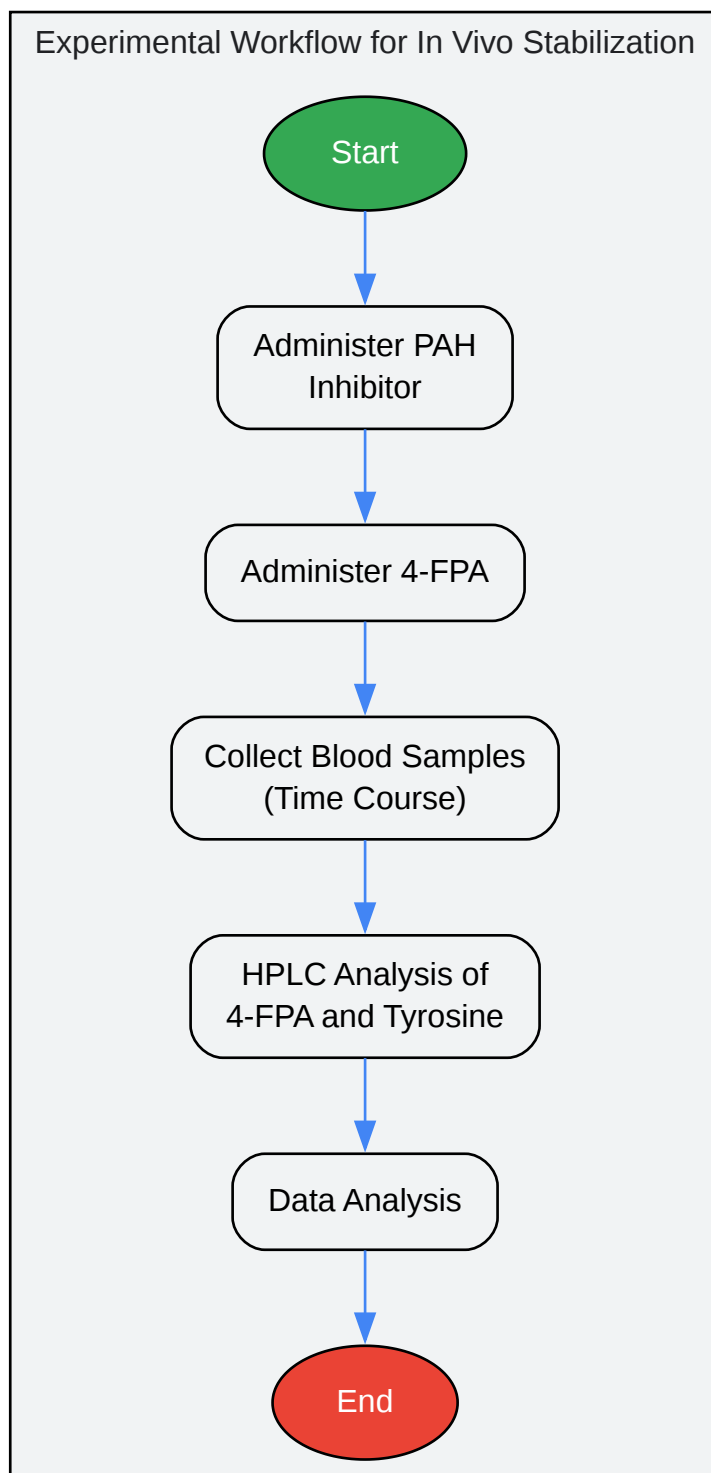 Experimental Workflow for In Vivo Stabilization
Start
Administer PAH
Inhibitor
Administer 4-FPA
Collect Blood Samples
(Time Course)
HPLC Analysis of
4-FPA and Tyrosine
Data Analysis
End